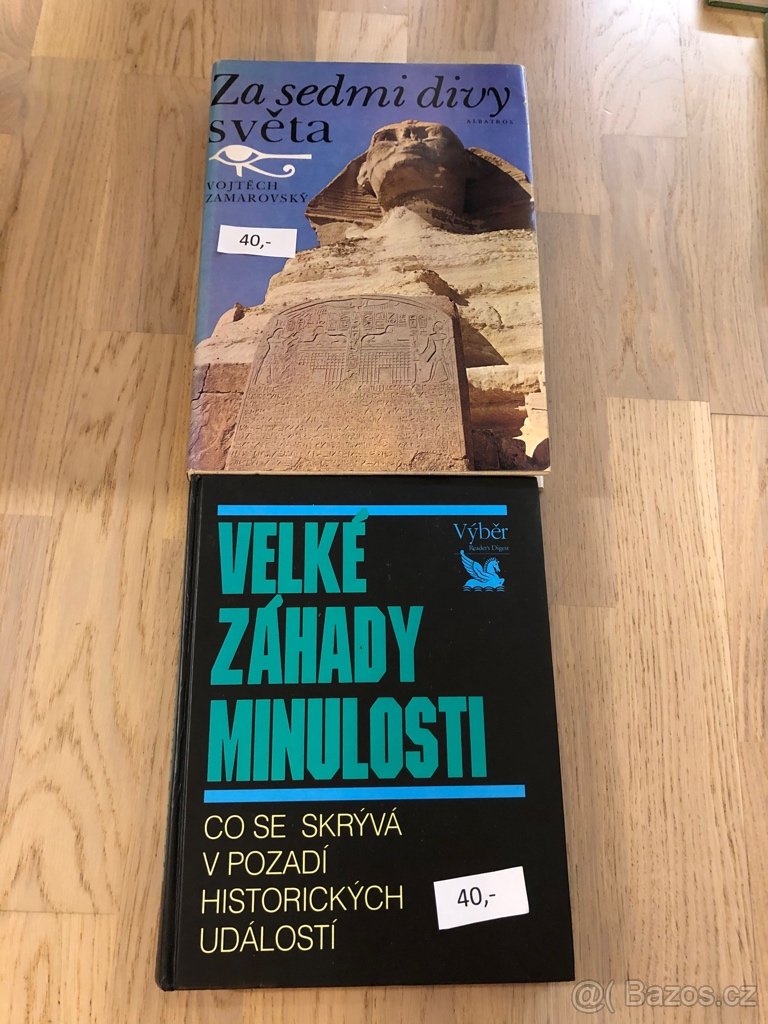 Za sedmi divy
světa
ALBATROS
VOJTĚCH
ZAMAROVSKÝ
40,-
VELKÉ
ZÁHADY
MINULOSTI
Výběr
Reader's Digest
CO SE SKRÝVÁ
V POZADÍ
HISTORICKÝCH
UDÁLOSTÍ
40,-
@( Bazos.cz